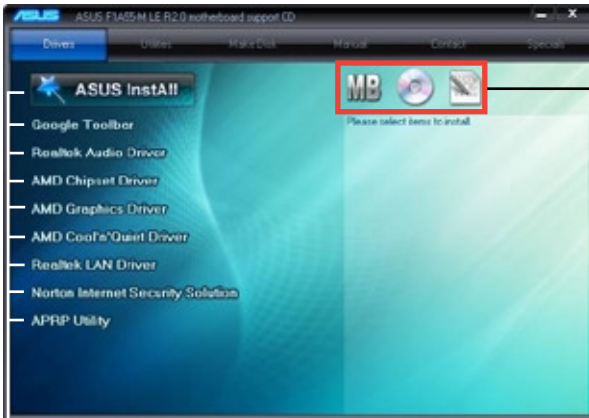 ASUS ASUS F1A55-M LE R2.0 motherboard support CD
Drivers Utilities Make Disk Manual Contact Specials
ASUS InstAll MB
Google Toolbar Please select items to install.
Realtek Audio Driver
AMD Chipset Driver
AMD Graphics Driver
AMD Cool'n'Quiet Driver
Realtek LAN Driver
Norton Internet Security Solution
APRP Utility